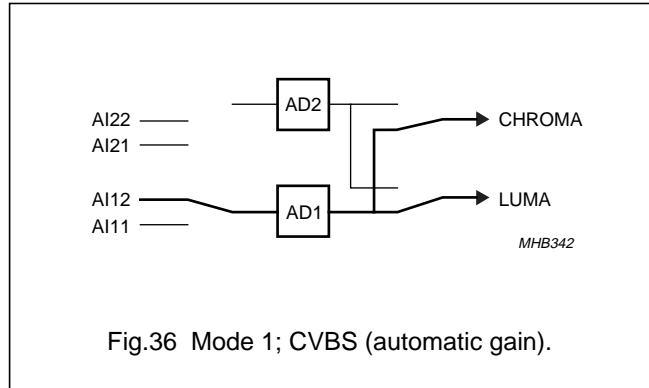 AD2
AI22
CHROMA
AI21
AI12
AD1
LUMA
AI11
MHB342
Fig.36 Mode 1; CVBS (automatic gain).